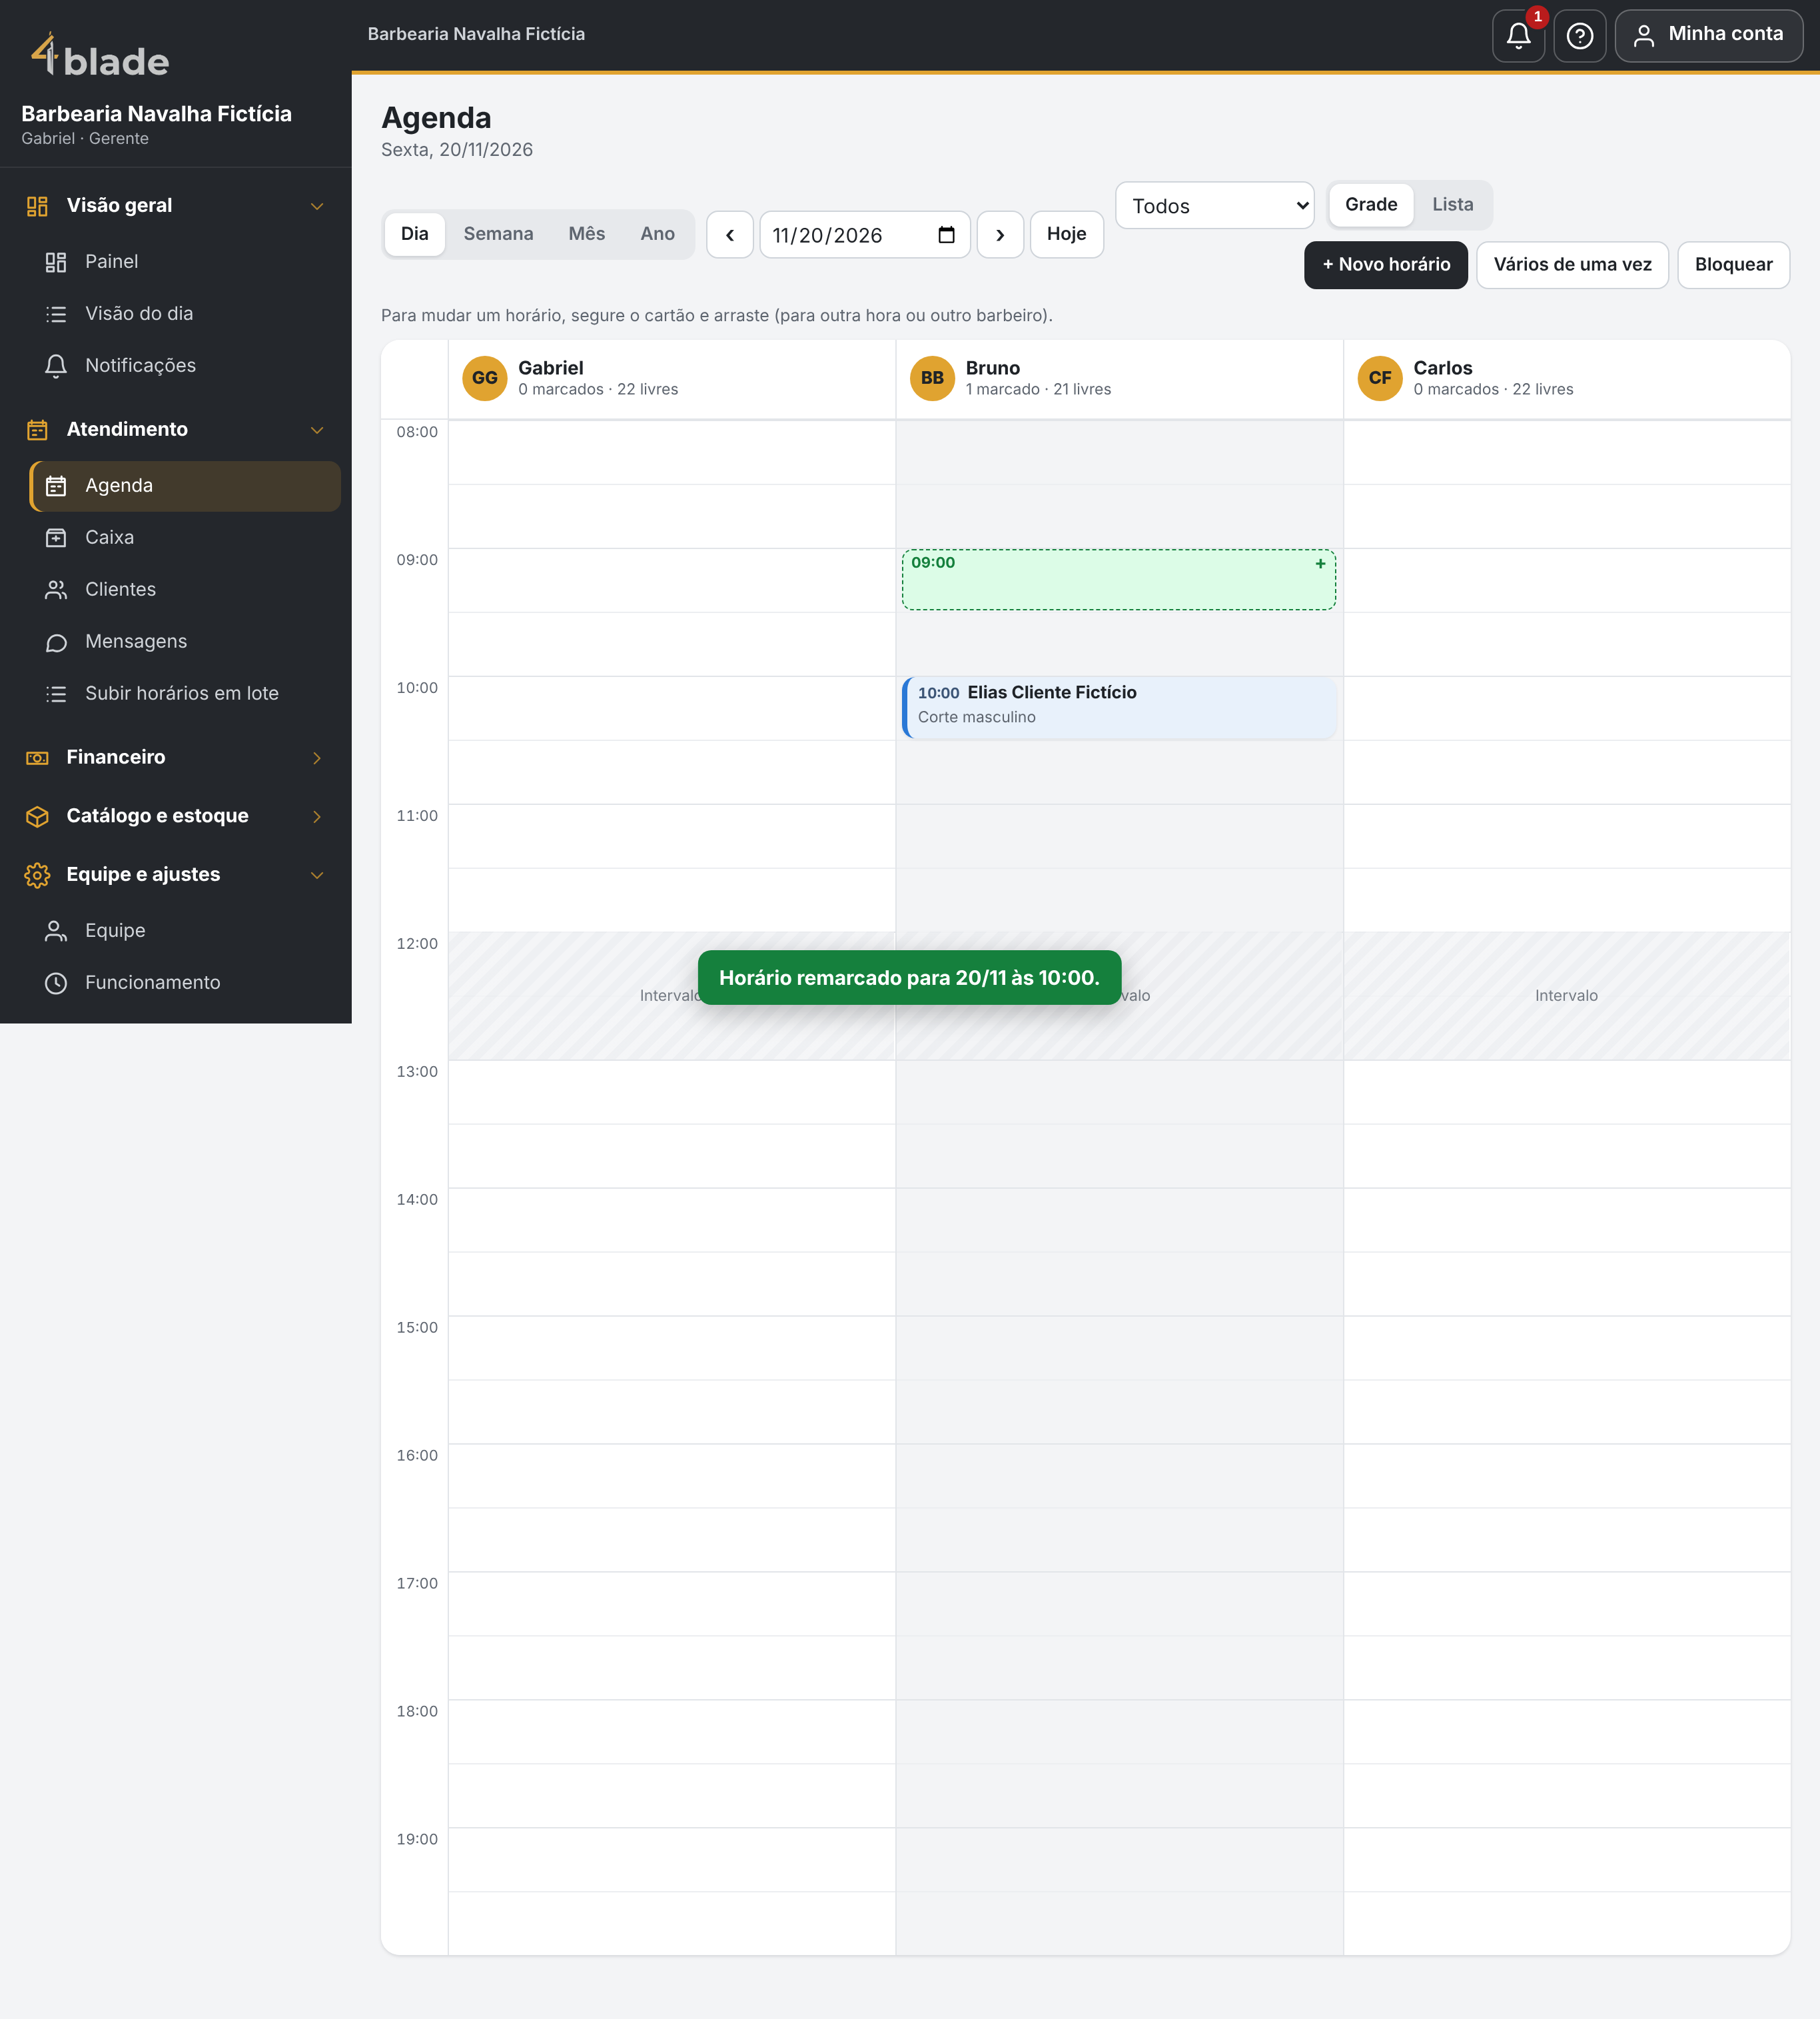 4blade
Barbearia Navalha Fictícia
Gabriel · Gerente
Visão geral
Painel
Visão do dia
Notificações
Atendimento
Agenda
Caixa
Clientes
Mensagens
Subir horários em lote
Financeiro
Catálogo e estoque
Equipe e ajustes
Equipe
Funcionamento
Barbearia Navalha Fictícia
1
Minha conta
Agenda
Sexta, 20/11/2026
Dia Semana Mês Ano ‹ 11/20/2026 › Hoje
Todos Grade Lista
+ Novo horário Vários de uma vez Bloquear
Para mudar um horário, segure o cartão e arraste (para outra hora ou outro barbeiro).
GG Gabriel
0 marcados · 22 livres
BB Bruno
1 marcado · 21 livres
CF Carlos
0 marcados · 22 livres
08:00
09:00
09:00 +
10:00
10:00 Elias Cliente Fictício
Corte masculino
11:00
12:00
Horário remarcado para 20/11 às 10:00.
Intervalo
valo
Intervalo
13:00
14:00
15:00
16:00
17:00
18:00
19:00